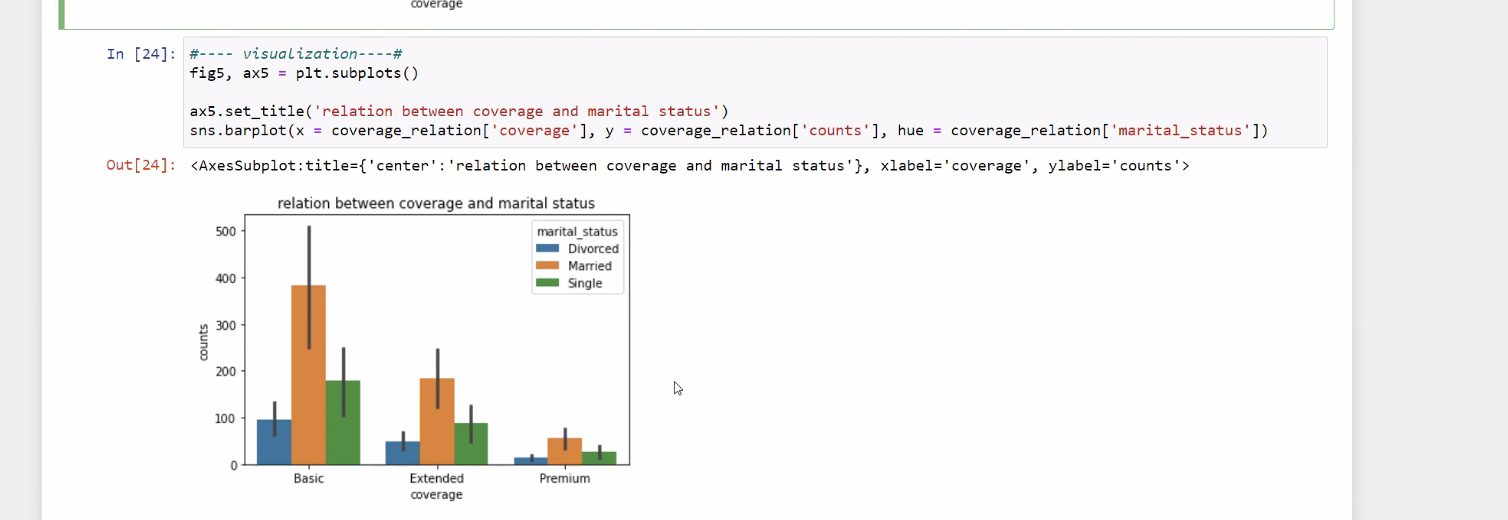 coverage
In [24]:
#---- visualization----#
fig5, ax5 = plt.subplots()
ax5.set_title('relation between coverage and marital status')
sns.barplot(x = coverage_relation['coverage'], y = coverage_relation['counts'], hue = coverage_relation['marital_status'])
Out[24]: <AxesSubplot:title={'center':'relation between coverage and marital status'}, xlabel='coverage', ylabel='counts'>
relation between coverage and marital status
marital_status
Divorced
Married
Single
500
400
300
200
100
0
counts
Basic Extended Premium
coverage